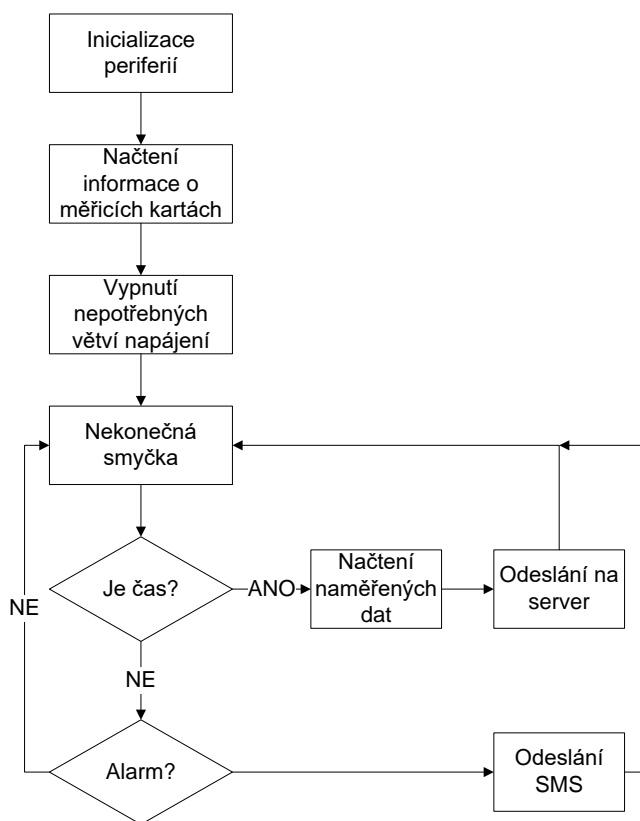 Inicializace
periferií
Načtení
informace o
měřicích kartách
Vypnutí
nepotřebných
větví napájení
Nekonečná
smyčka
Je čas?
ANO
Načtení
naměřených
dat
Odeslání na
server
NE
NE
Alarm?
Odeslání
SMS